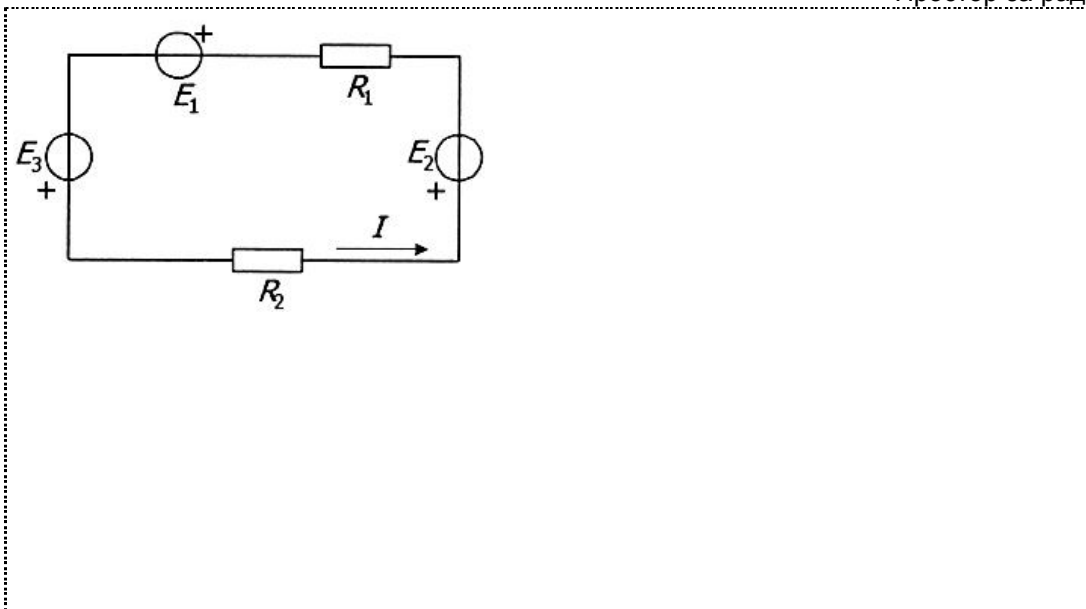 +
E₁
R₁
E₃
+
E₂
+
I
R₂